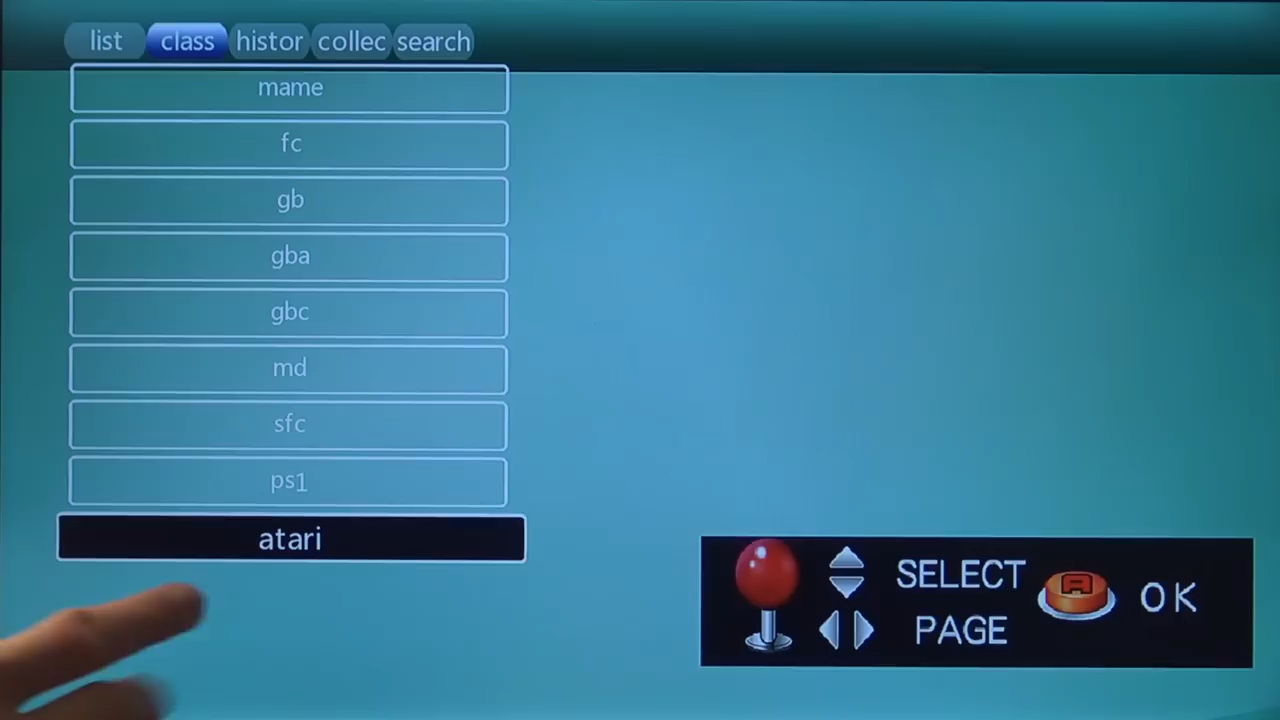 list class histor collec search
mame
fc
gb
gba
gbc
md
sfc
ps1
atari
SELECT
PAGE
A
OK